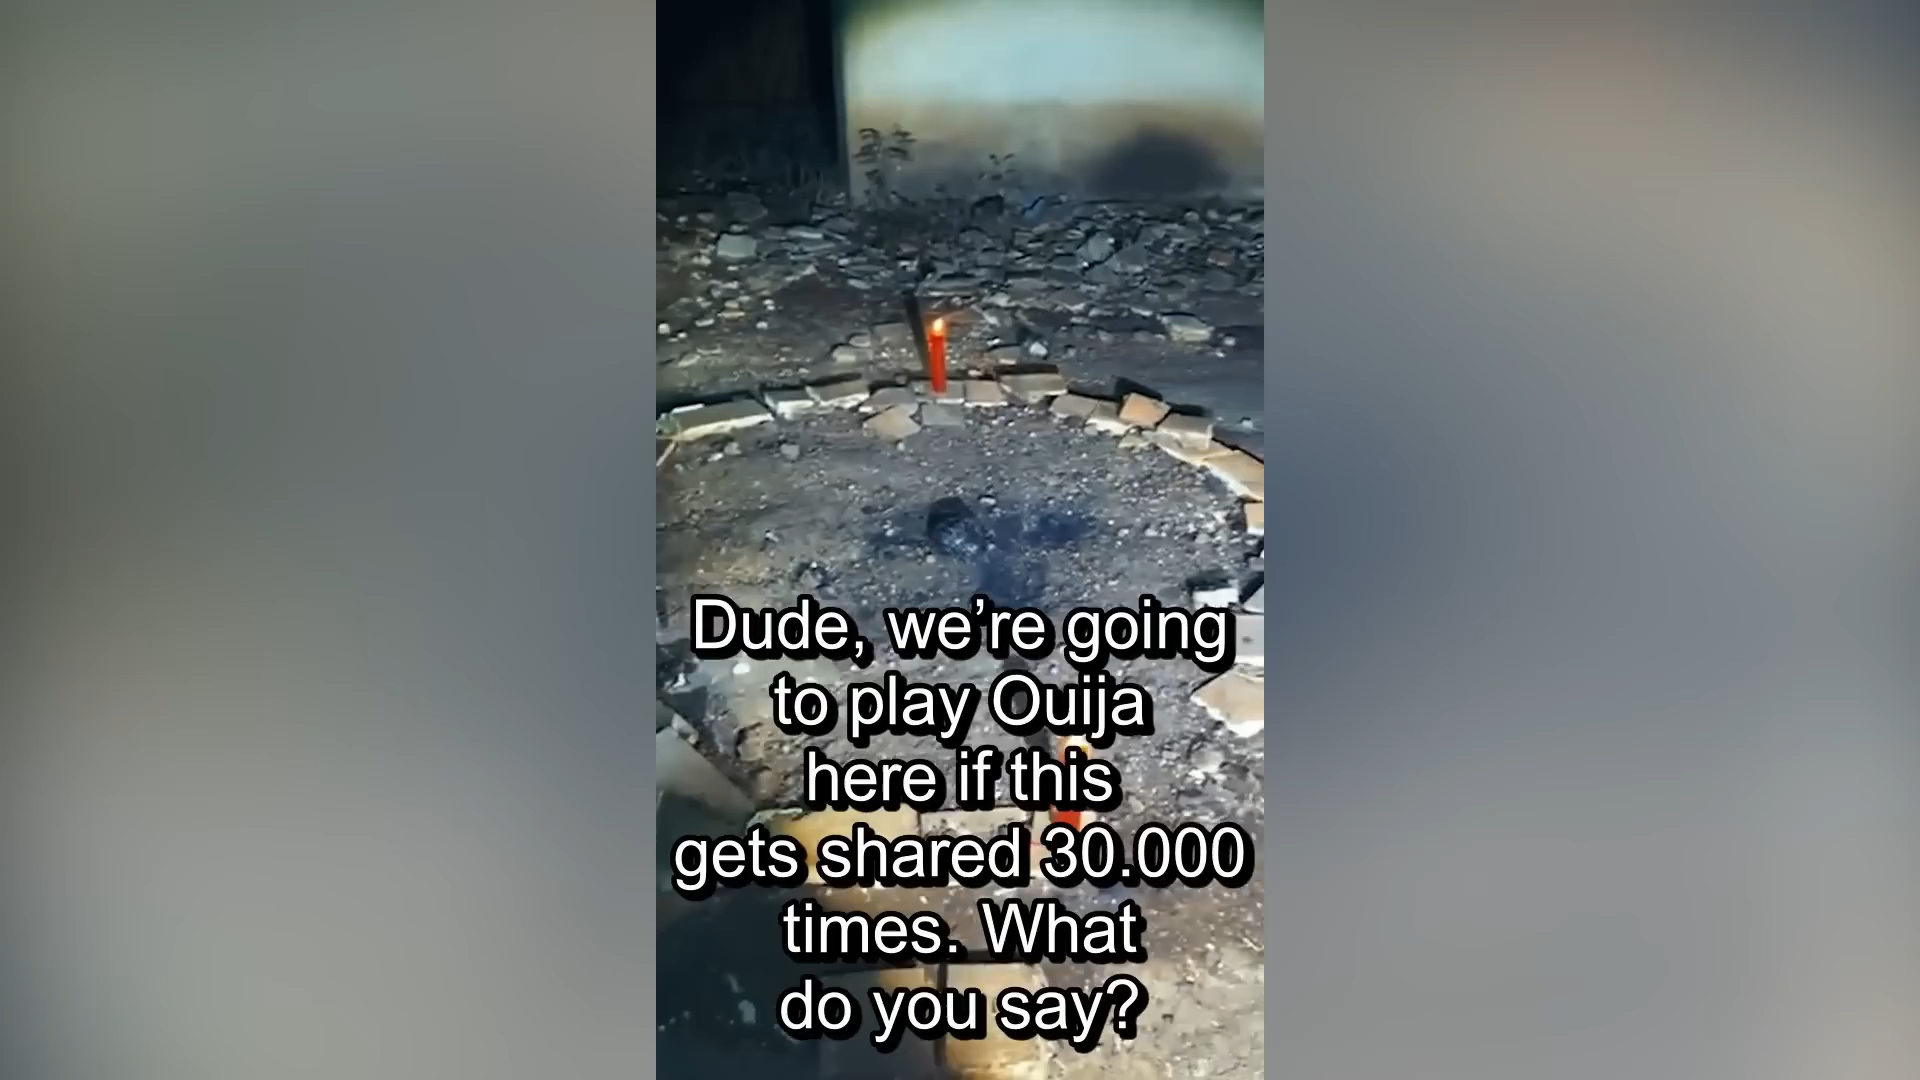 Dude, we’re going
to play Ouija
here if this
gets shared 30.000
times. What
do you say?